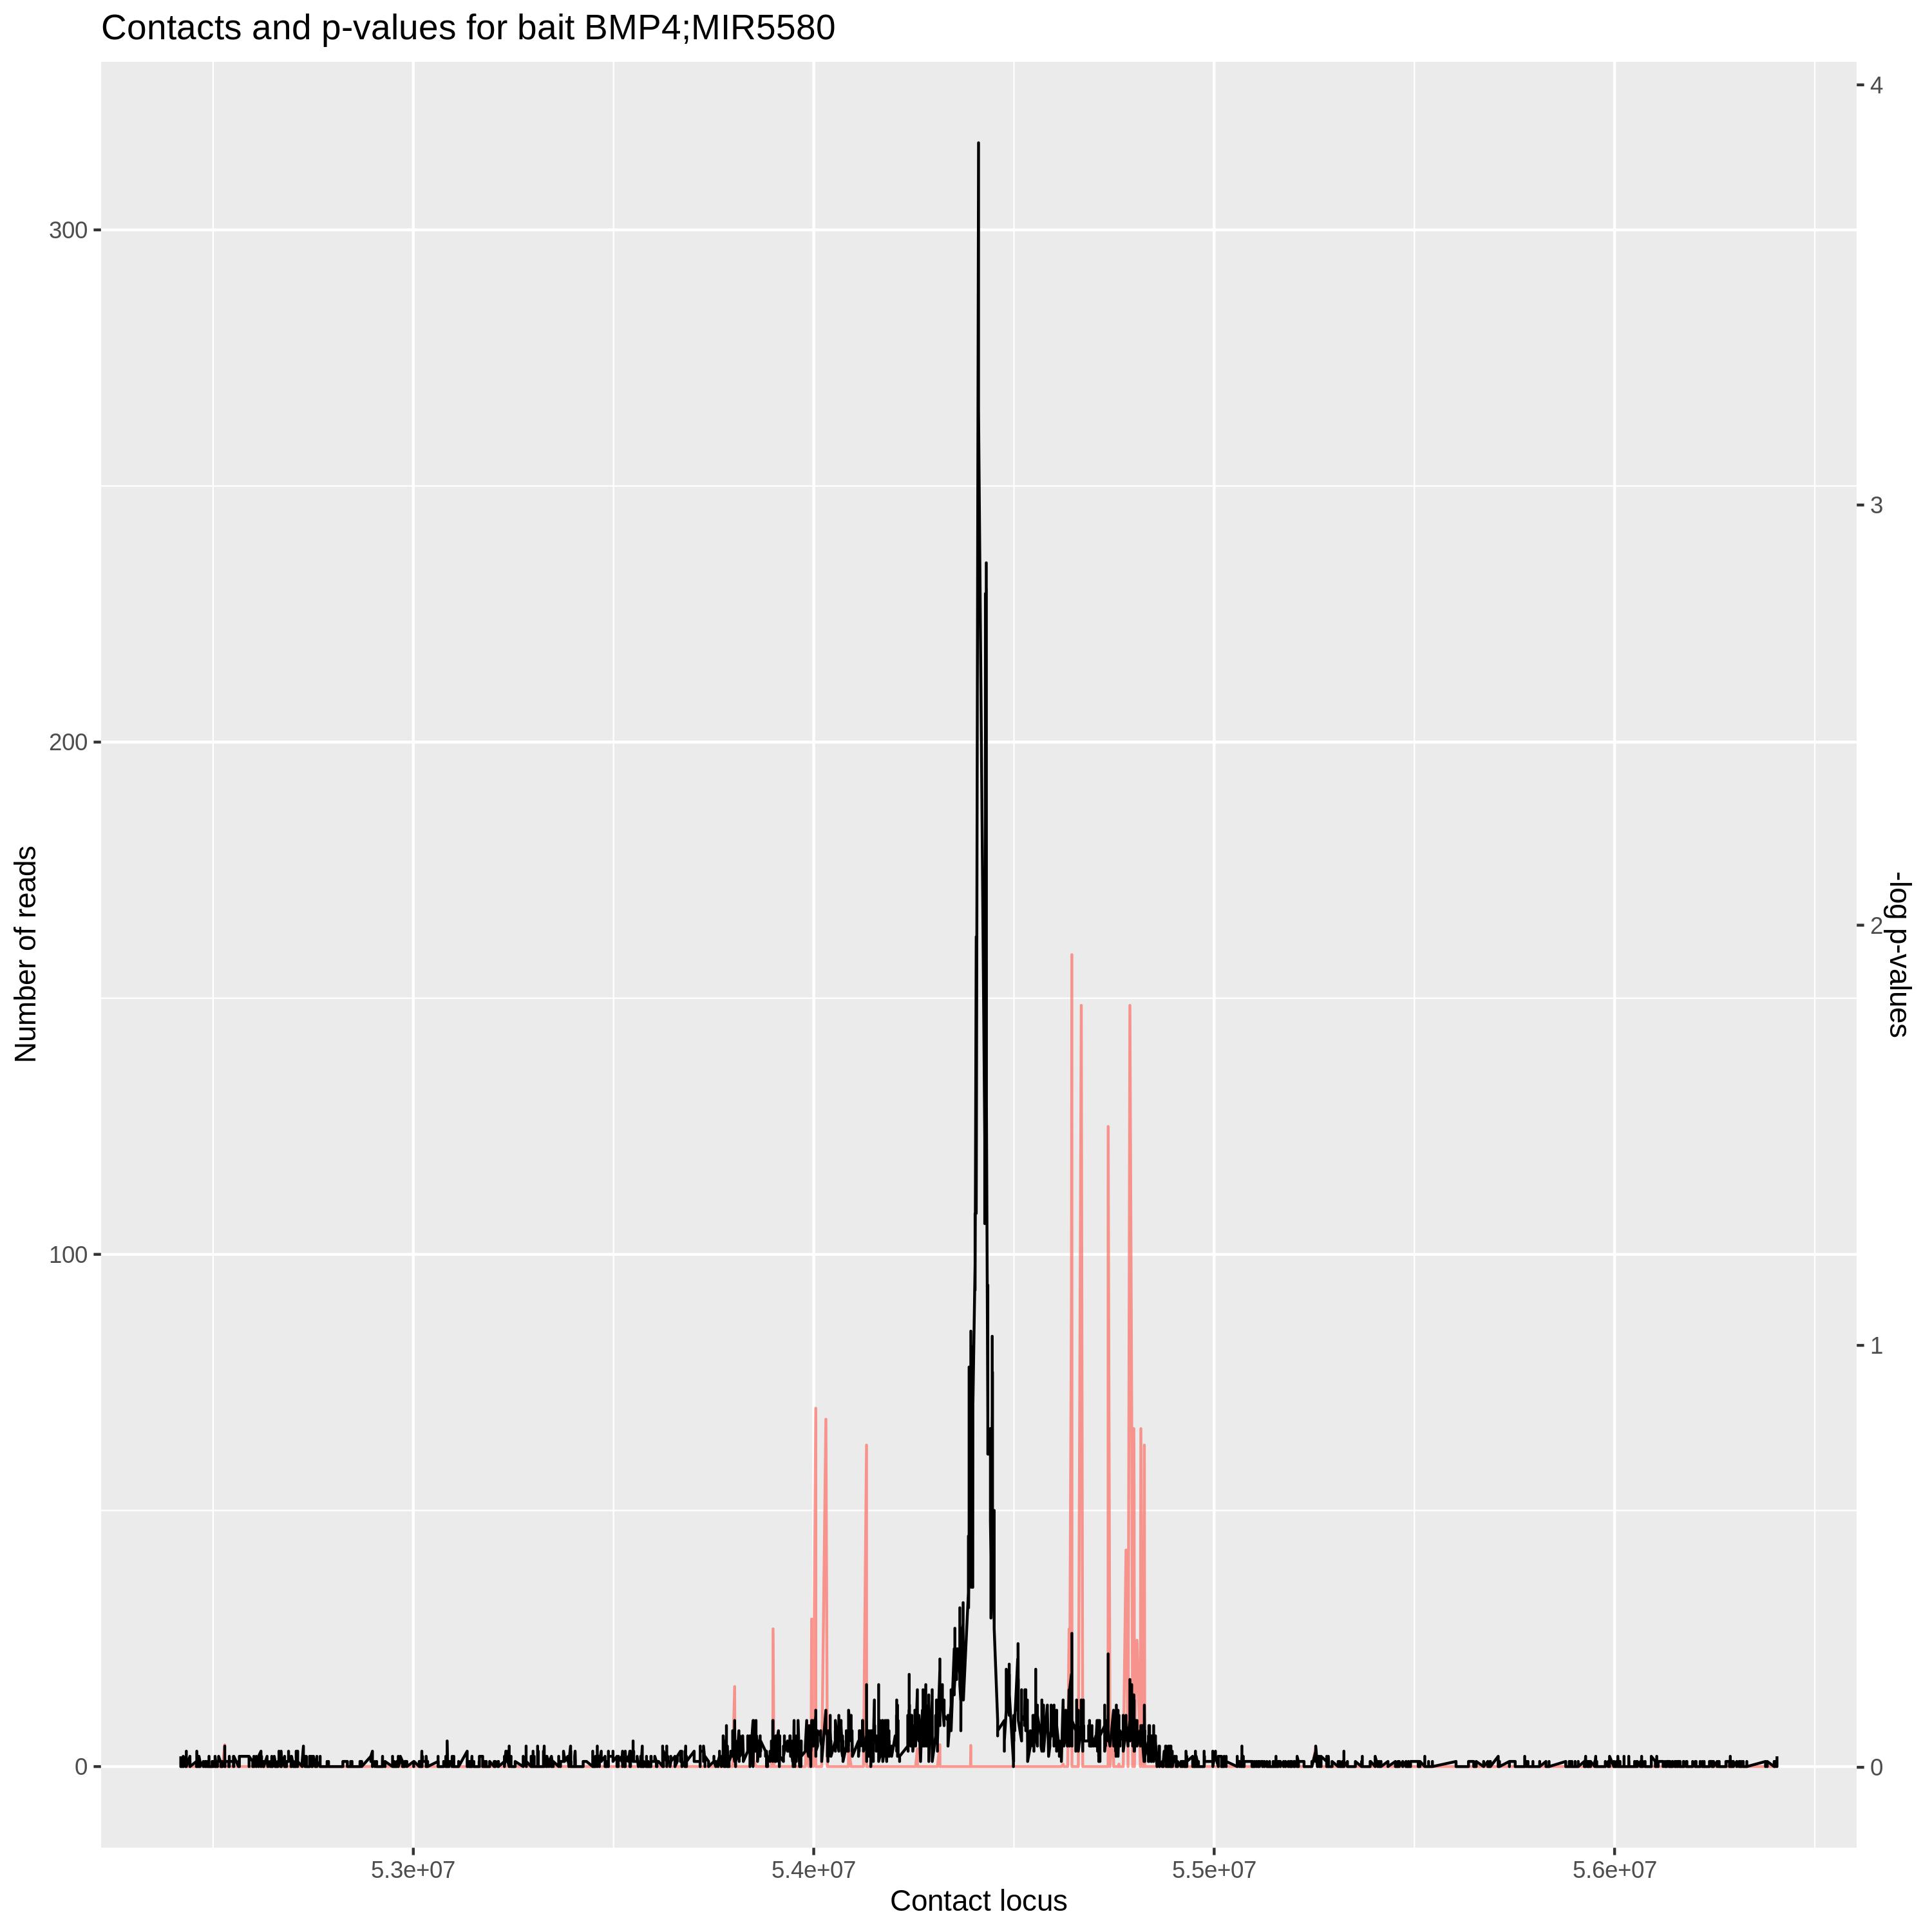 Contacts and p-values for bait BMP4;MIR5580
4
300
3
200
Number of reads
2
-log p-values
100
1
0
0
5.3e+07
5.4e+07
5.5e+07
5.6e+07
Contact locus